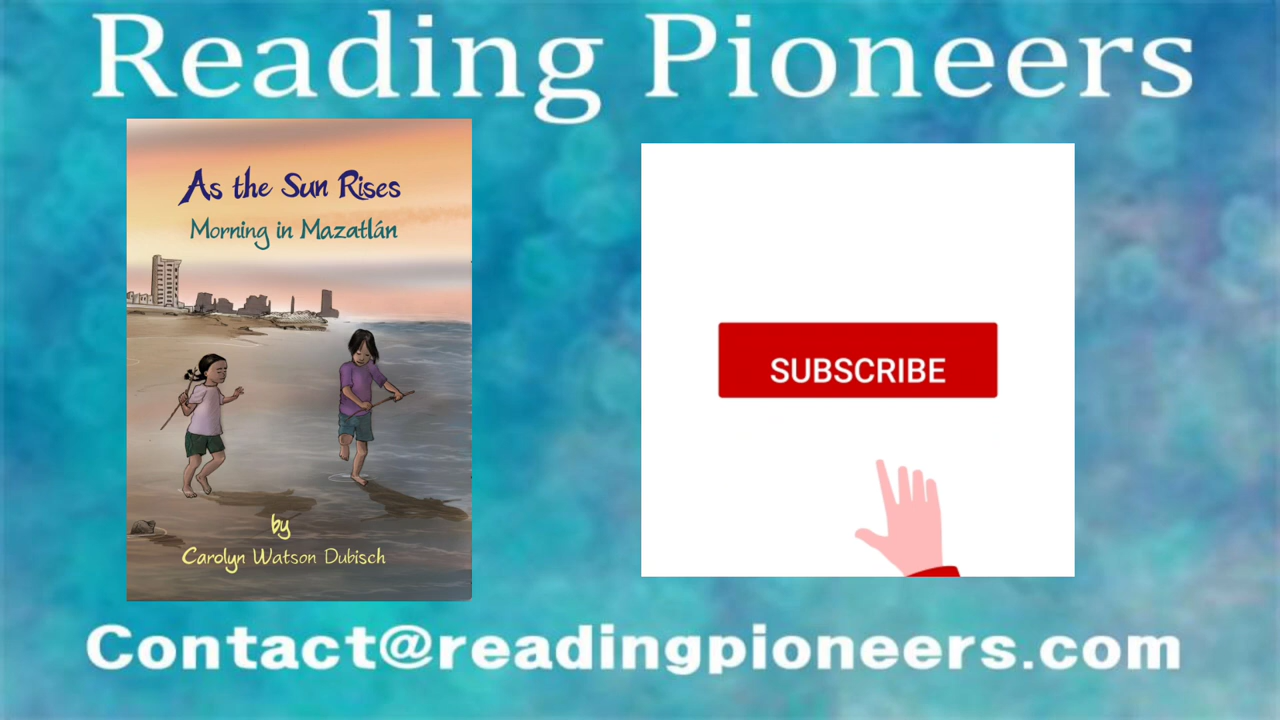 Reading Pioneers
As the Sun Rises
Morning in Mazatlán
by
Carolyn Watson Dubisch
SUBSCRIBE
Contact@readingpioneers.com